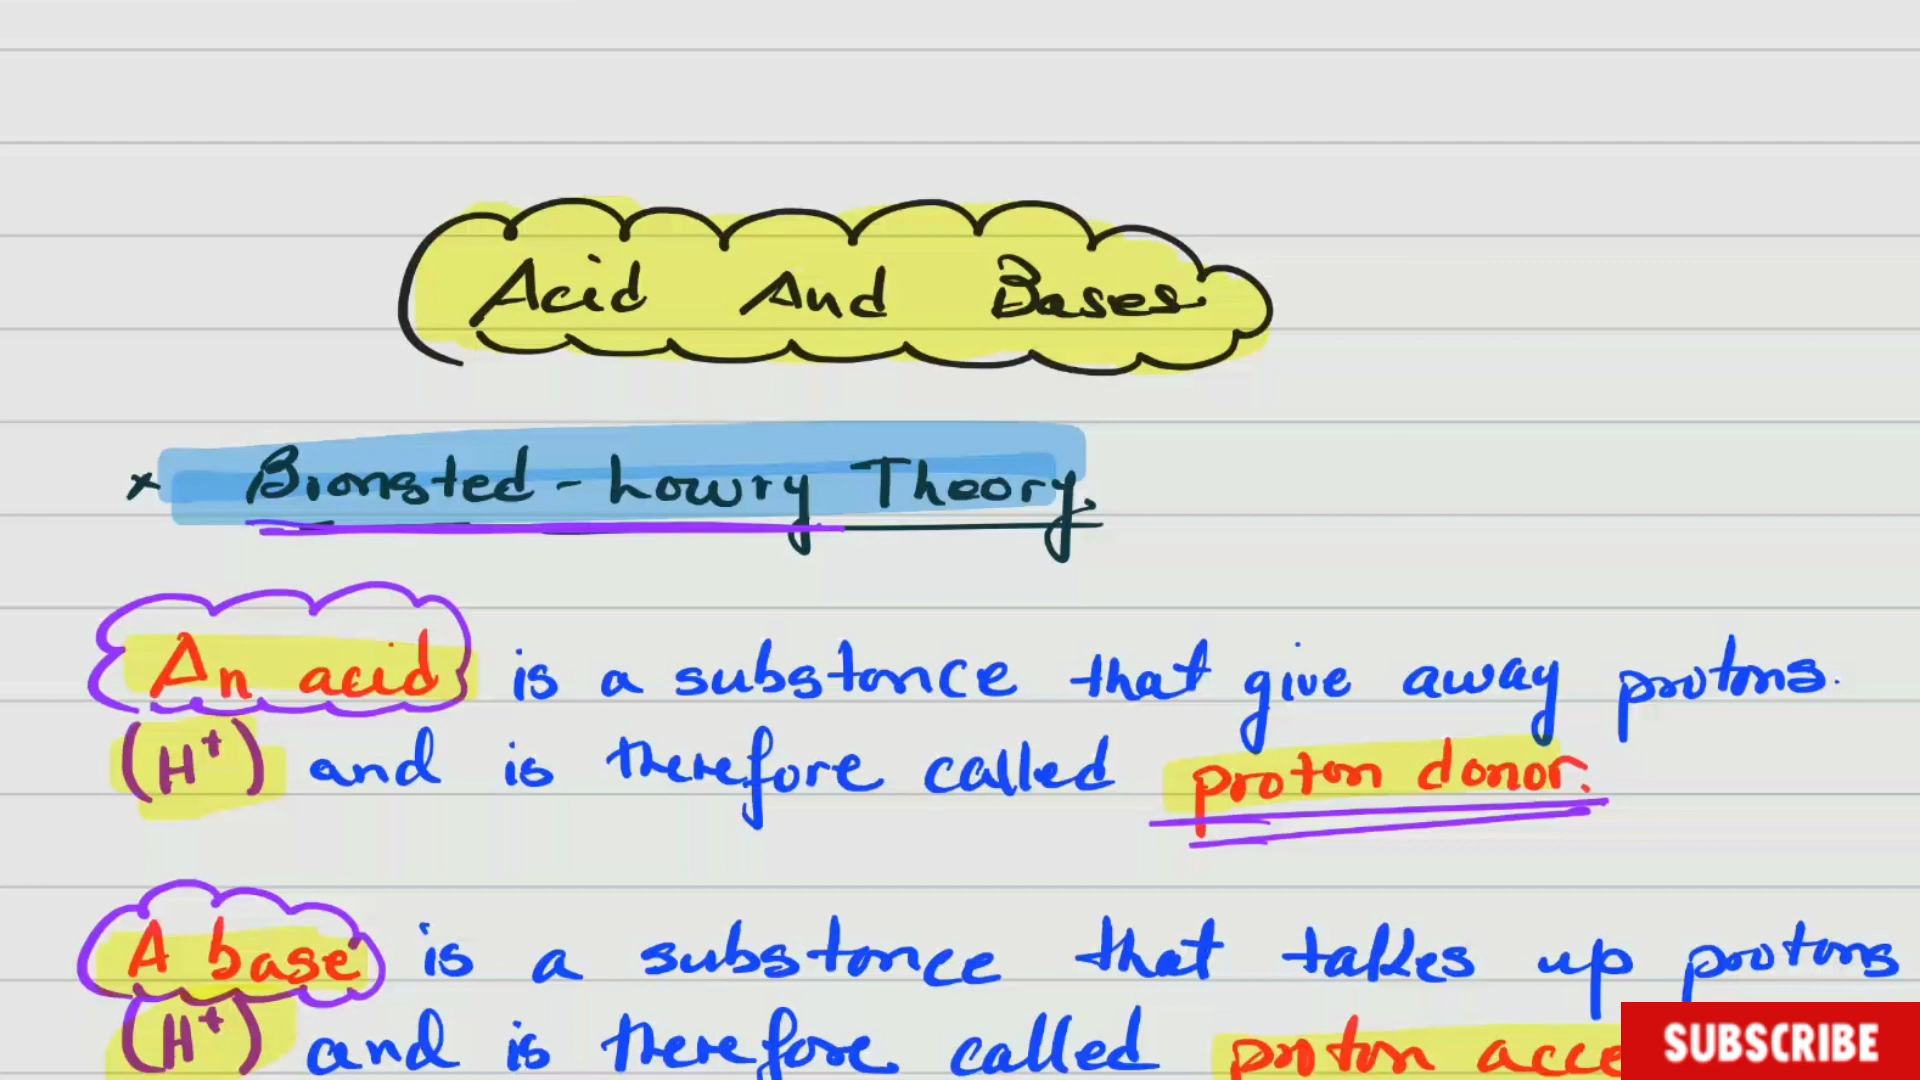 Acid And Bases.
x Bronsted - Lowry Theory.
An acid is a substance that give away protons.
(H+) and is therefore called proton donor.
A base is a substance that takes up protons
(H+) and is therefore called proton acce
SUBSCRIBE